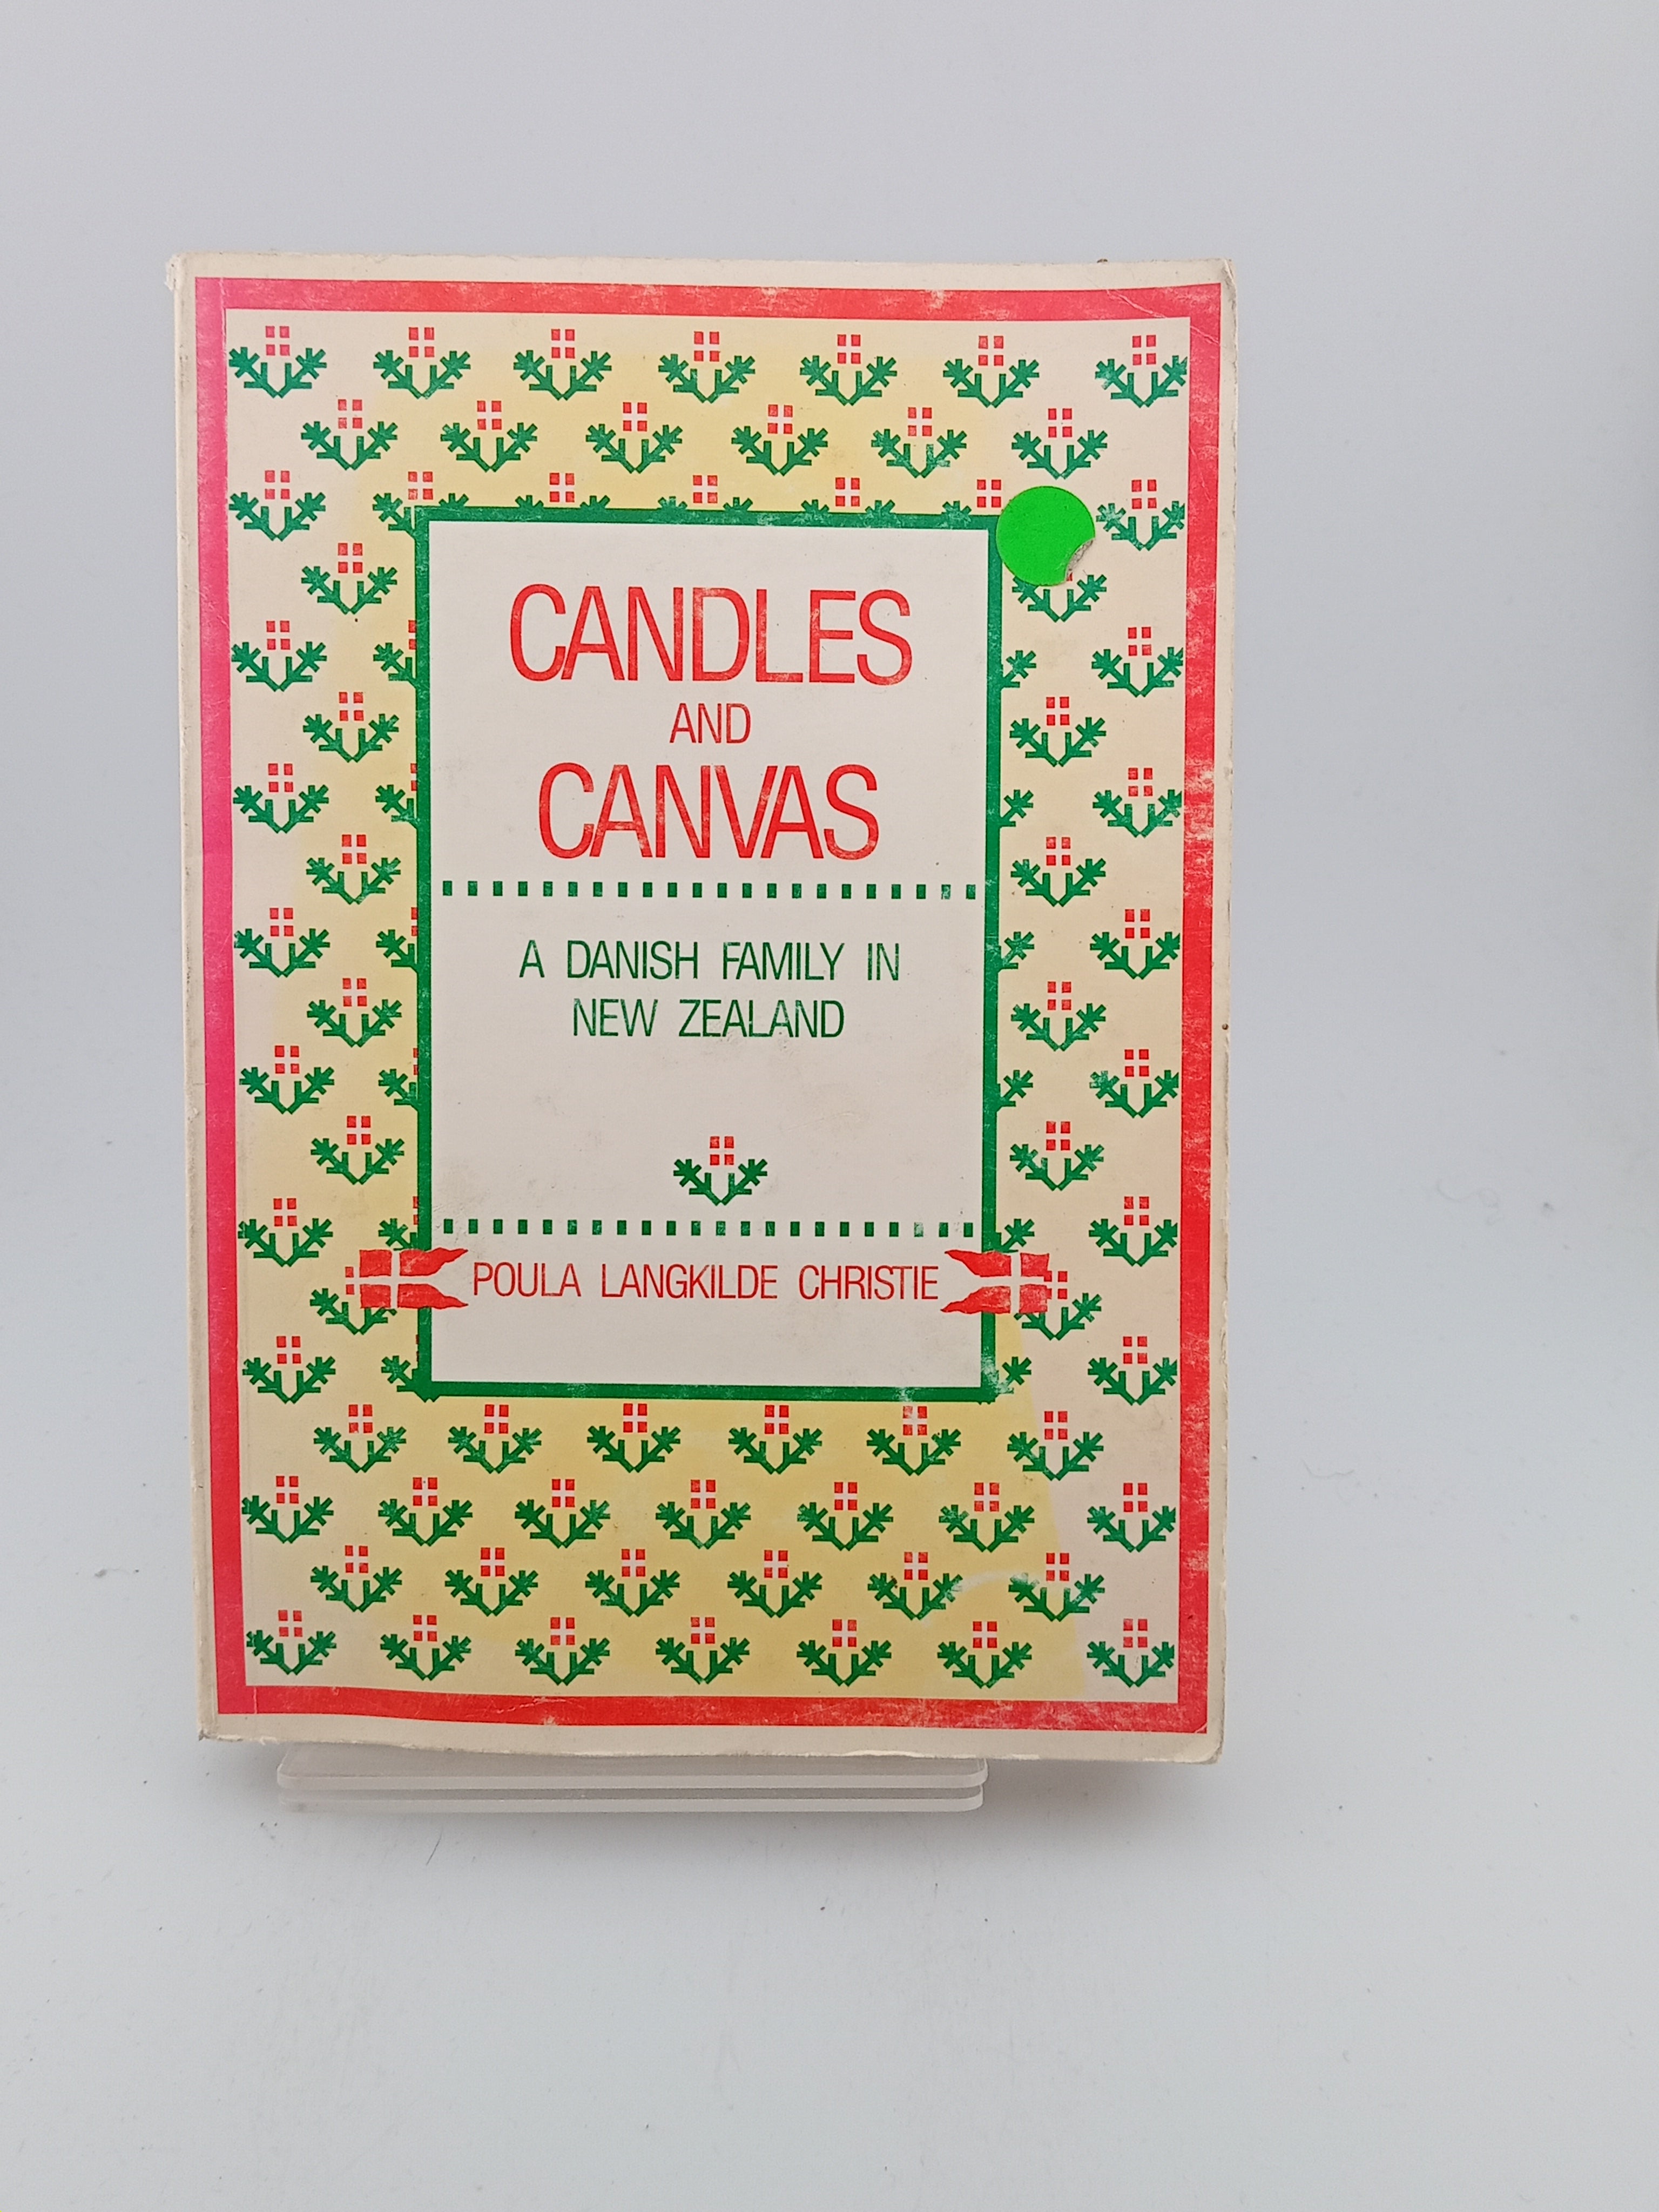 CANDLES
AND
CANVAS
A DANISH FAMILY IN
NEW ZEALAND
POULA LANGKILDE CHRISTIE